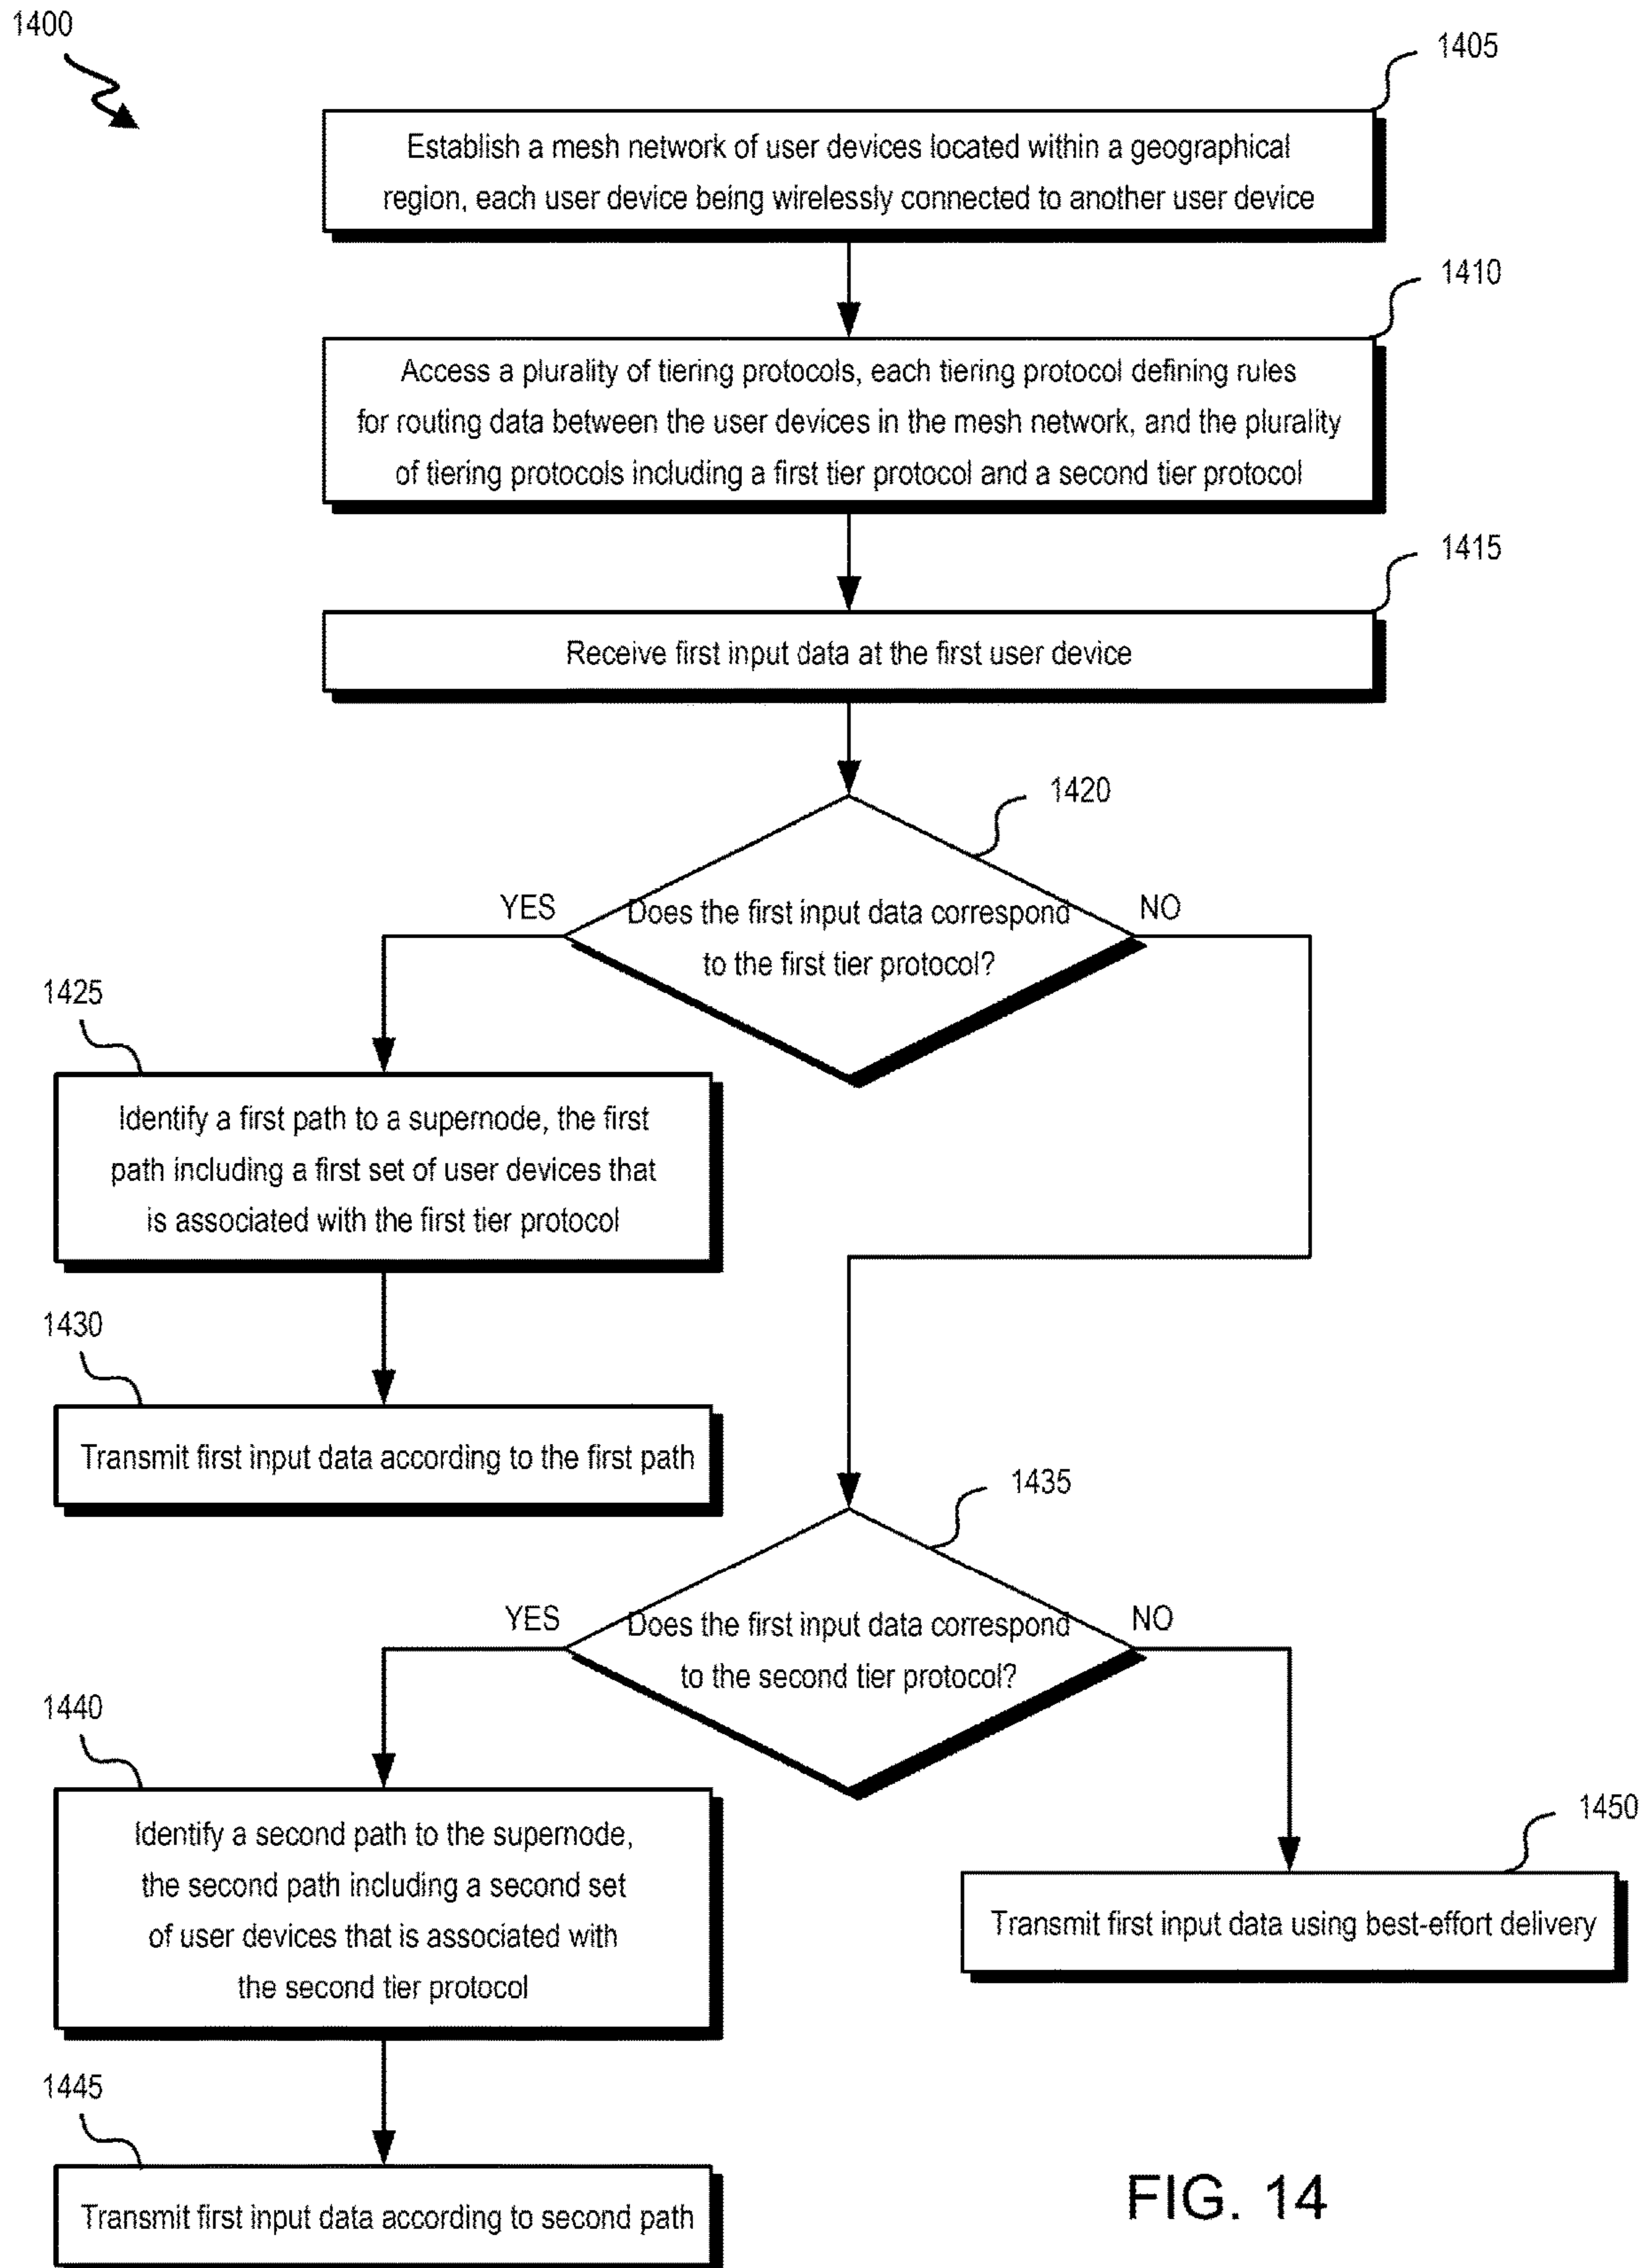 1400
1405
Establish a mesh network of user devices located within a geographical
region, each user device being wirelessly connected to another user device
1410
Access a plurality of tiering protocols, each tiering protocol defining rules
for routing data between the user devices in the mesh network, and the plurality
of tiering protocols including a first tier protocol and a second tier protocol
1415
Receive first input data at the first user device
1420
YES
Does the first input data correspond
to the first tier protocol?
NO
1425
Identify a first path to a supernode, the first
path including a first set of user devices that
is associated with the first tier protocol
1430
Transmit first input data according to the first path
1435
YES
Does the first input data correspond
to the second tier protocol?
NO
1440
Identify a second path to the supernode,
the second path including a second set
of user devices that is associated with
the second tier protocol
1450
Transmit first input data using best-effort delivery
1445
Transmit first input data according to second path
FIG. 14